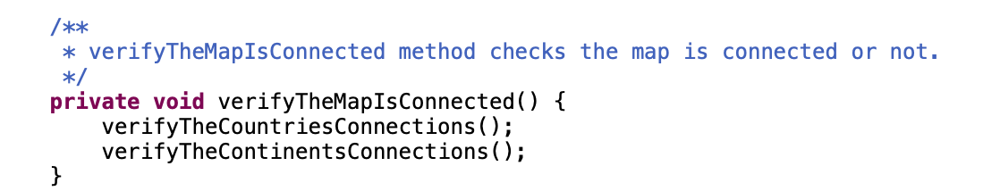 /**
 * verifyTheMapIsConnected method checks the map is connected or not.
 */
private void verifyTheMapIsConnected() {
    verifyTheCountriesConnections();
    verifyTheContinentsConnections();
}